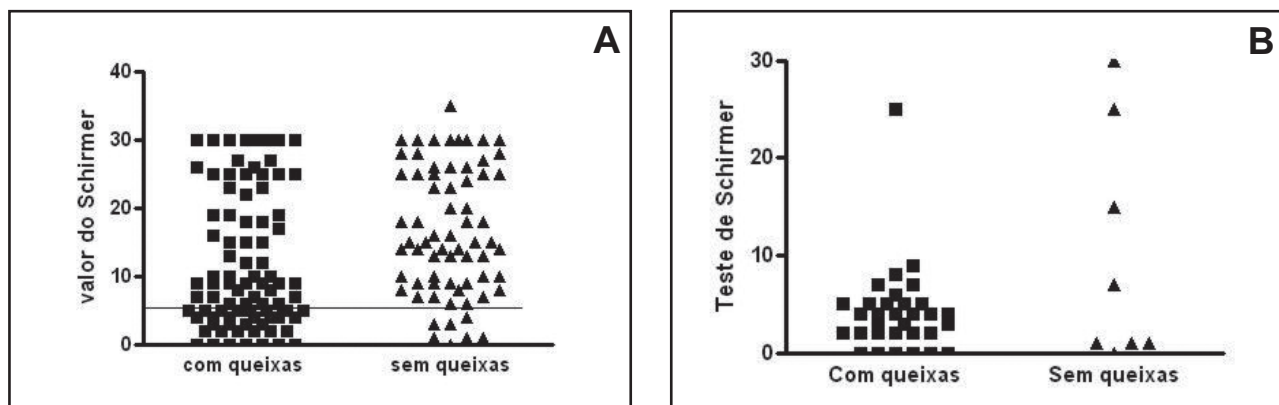 A
valor do Schirmer
40
30
20
10
0
com queixas
sem queixas
B
Teste de Schirmer
30
20
10
0
Com queixas
Sem queixas